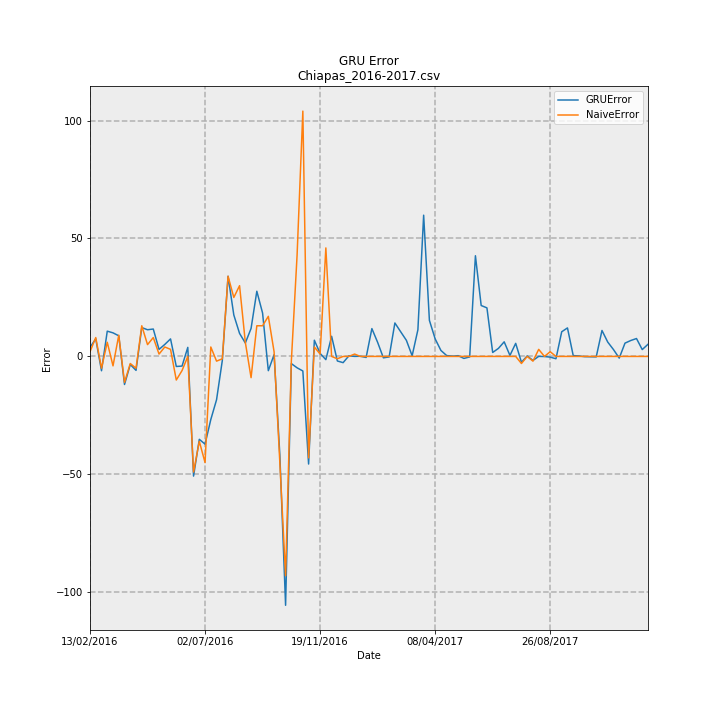 GRU Error
Chiapas_2016-2017.csv
GRUError
NaiveError
100
50
0
−50
−100
Error
13/02/2016
02/07/2016
19/11/2016
08/04/2017
26/08/2017
Date